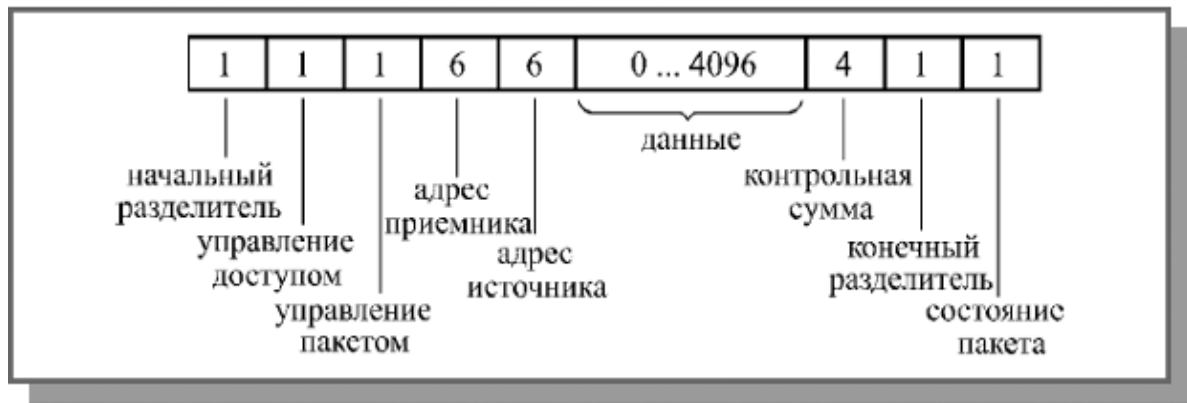 1 1 1 6 6 0 ... 4096 4 1 1
начальный
разделитель
управление
доступом
управление
пакетом
адрес
приемника
адрес
источника
данные
контрольная
сумма
конечный
разделитель
состояние
пакета